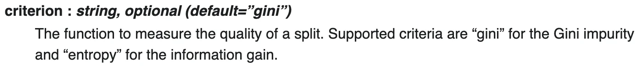 criterion : string, optional (default=”gini”)
The function to measure the quality of a split. Supported criteria are “gini” for the Gini impurity
and “entropy” for the information gain.